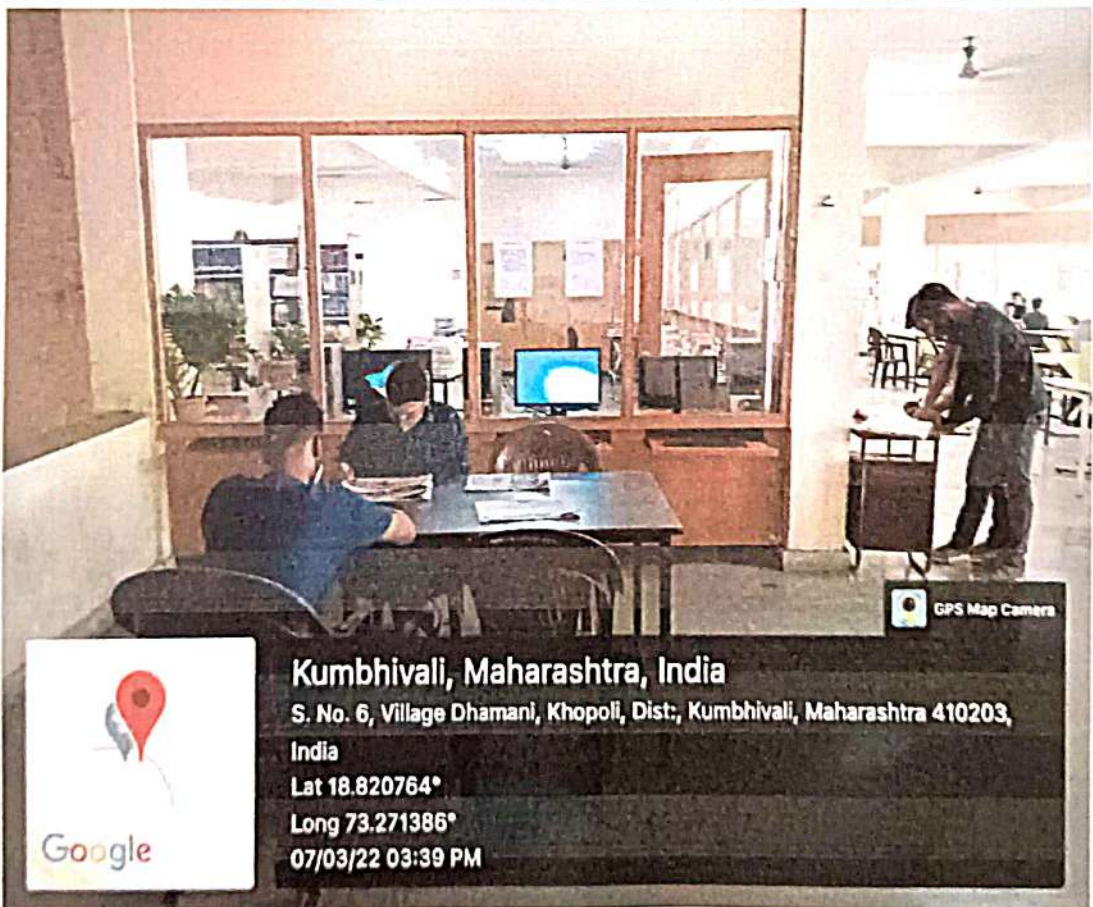 GPS Map Camera
Kumbhivali, Maharashtra, India
S. No. 6, Village Dhamani, Khopoli, Dist:, Kumbhivali, Maharashtra 410203,
India
Lat 18.820764°
Long 73.271386°
07/03/22 03:39 PM
Google